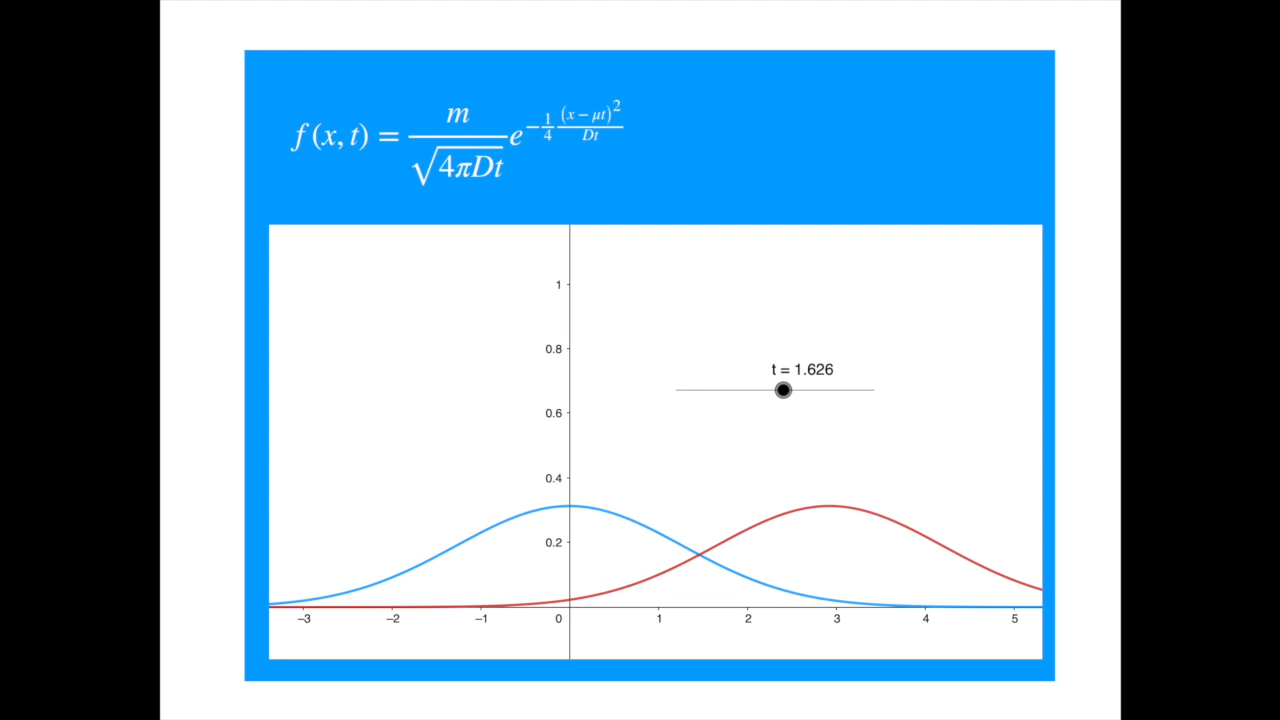 f(x, t) = m / √(4πDt) e^(−1/4 (x − μt)² / Dt)
1
0.8
t = 1.626
0.6
0.4
0.2
–3 –2 –1 0 1 2 3 4 5